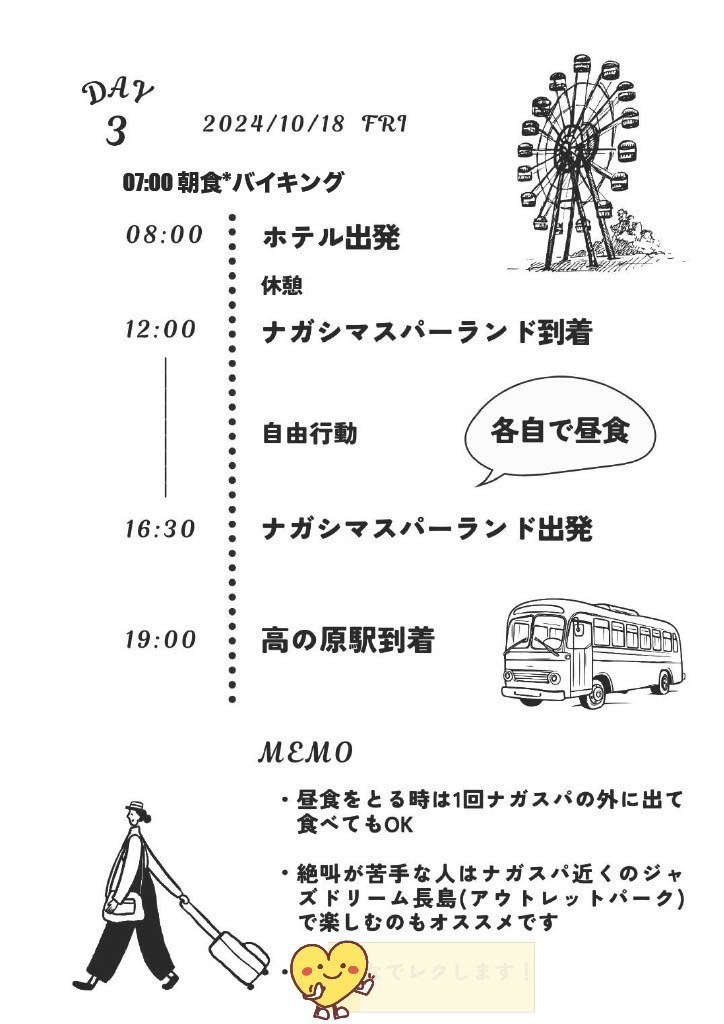 DAY
3
2024/10/18 FRI
07:00 朝食*バイキング
08:00 ホテル出発
休憩
12:00 ナガシマスパーランド到着
自由行動
各自で昼食
16:30 ナガシマスパーランド出発
19:00 高の原駅到着
MEMO
・昼食をとる時は1回ナガスパの外に出て
食べてもOK
・絶叫が苦手な人はナガスパ近くのジャ
ズドリーム長島(アウトレットパーク)
で楽しむのもオススメです
でレクします!